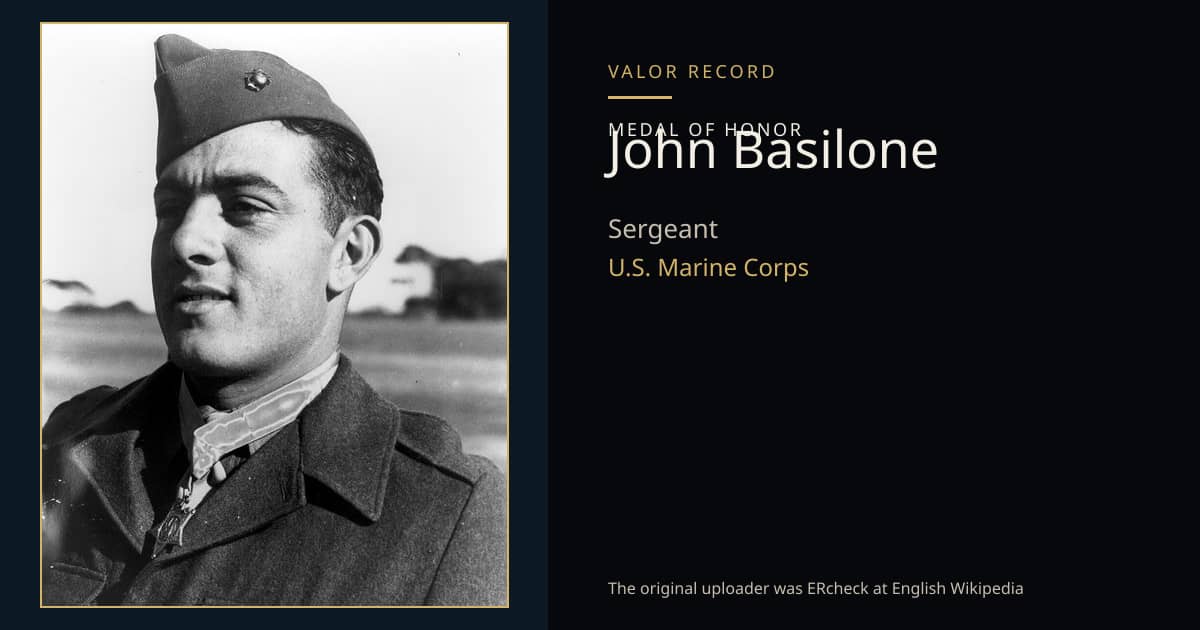 VALOR RECORD
MEDAL OF HONOR
John Basilone
Sergeant
U.S. Marine Corps
The original uploader was ERcheck at English Wikipedia